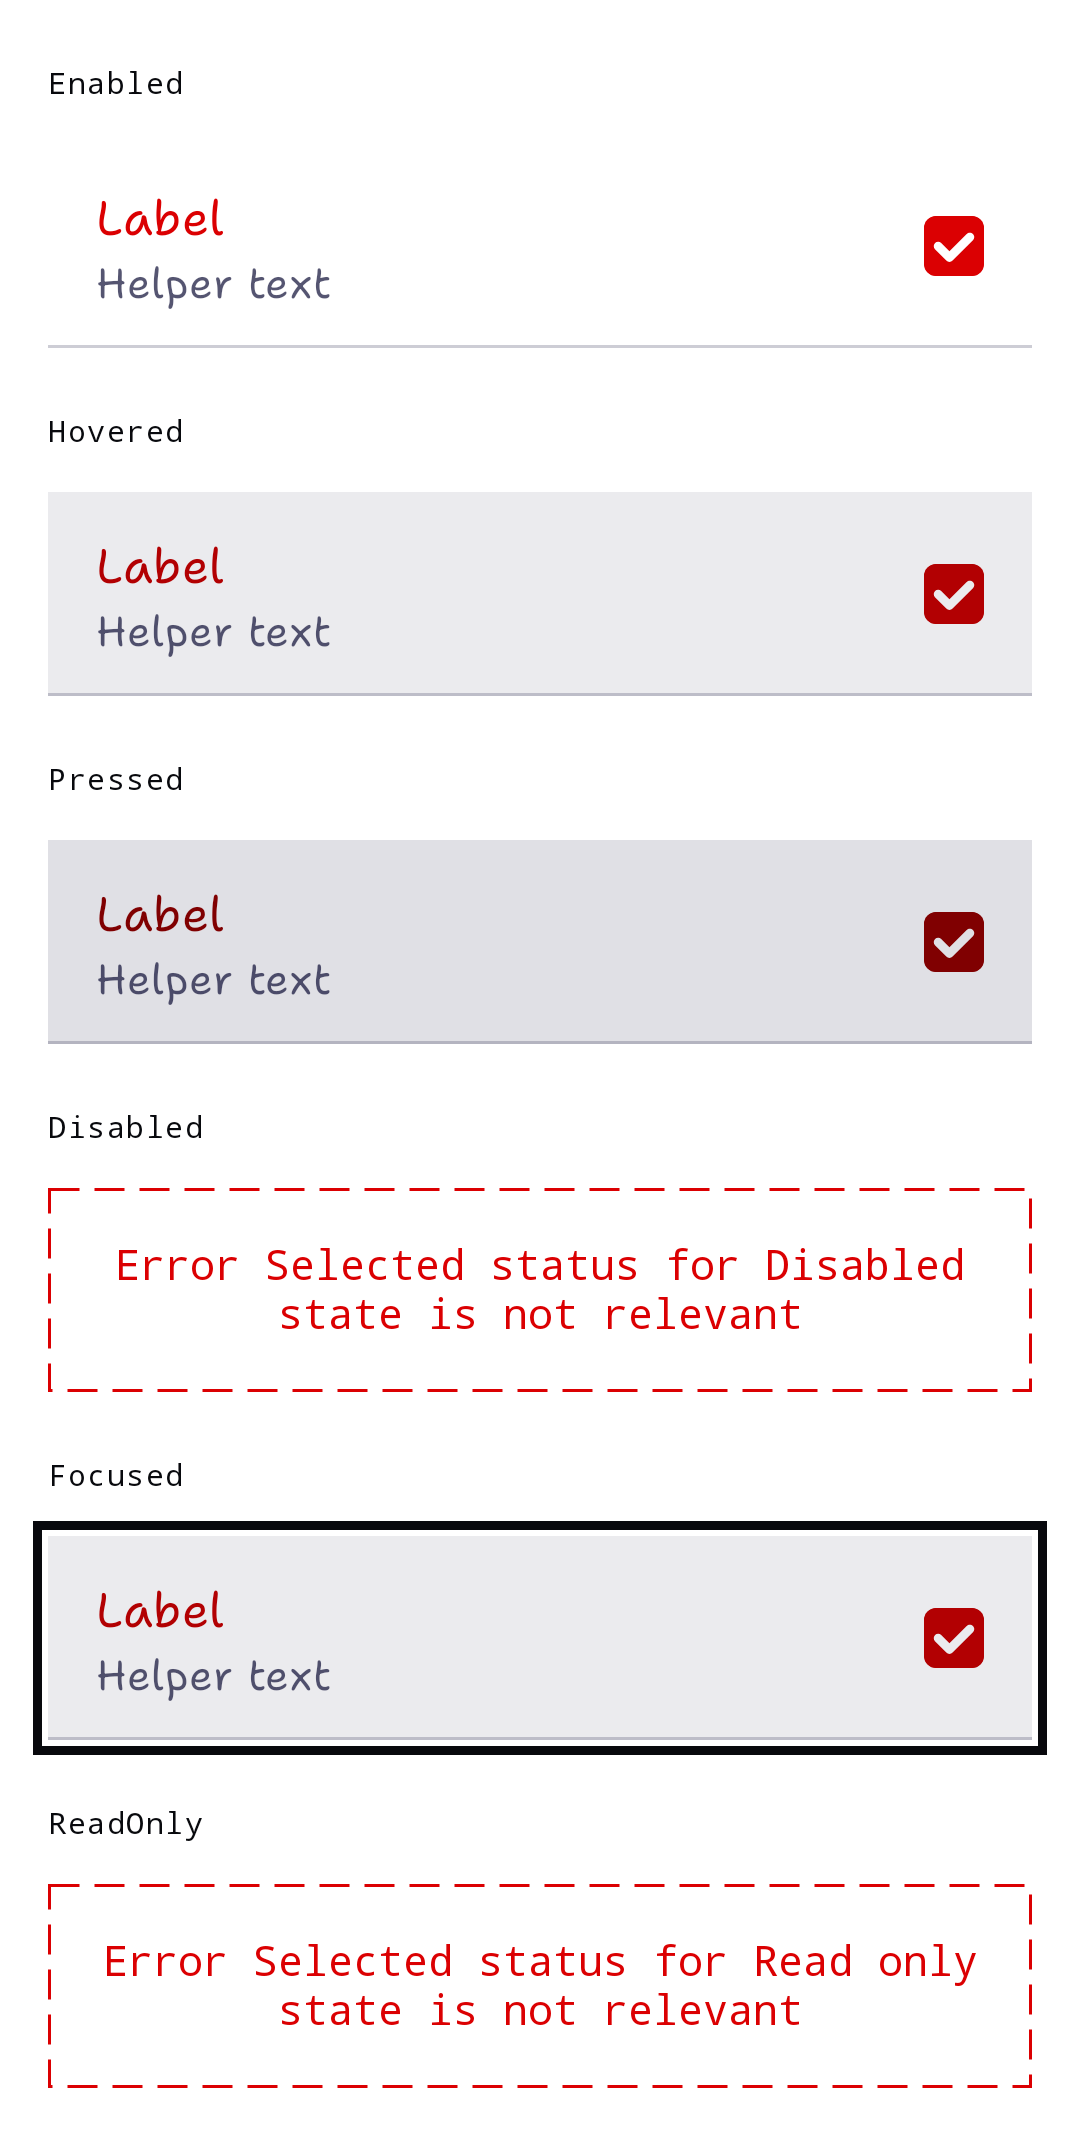 Enabled
Label
Helper text
Hovered
Label
Helper text
Pressed
Label
Helper text
Disabled
Error Selected status for Disabled
state is not relevant
Focused
Label
Helper text
ReadOnly
Error Selected status for Read only
state is not relevant